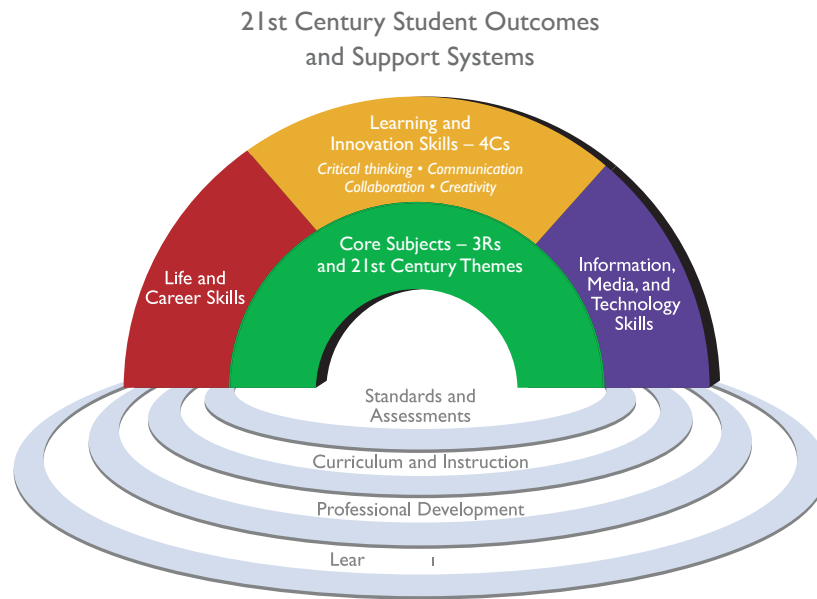 21st Century Student Outcomes
and Support Systems
Learning and
Innovation Skills – 4Cs
Critical thinking • Communication
Collaboration • Creativity
Core Subjects – 3Rs
and 21st Century Themes
Life and
Career Skills
Information,
Media, and
Technology
Skills
Standards and
Assessments
Curriculum and Instruction
Professional Development
Lear